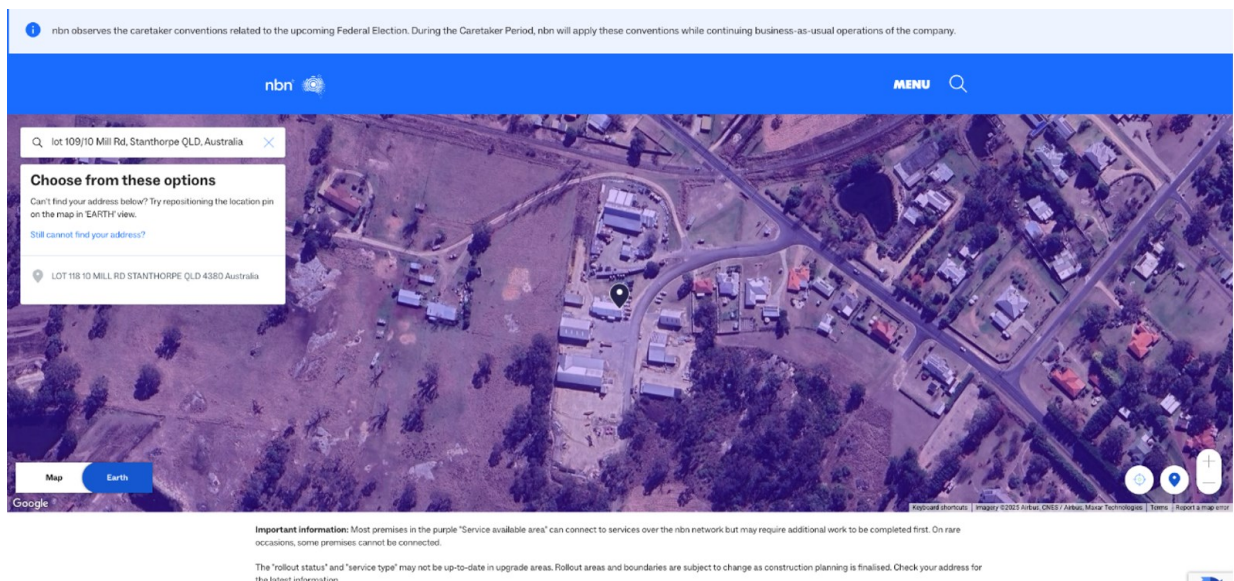 nbn observes the caretaker conventions related to the upcoming Federal Election. During the Caretaker Period, nbn will apply these conventions while continuing business-as-usual operations of the company.
nbn
MENU
lot 109/10 Mill Rd, Stanthorpe QLD, Australia
Choose from these options
Can't find your address below? Try repositioning the location pin
on the map in 'EARTH' view.
Still cannot find your address?
LOT 118 10 MILL RD STANTHORPE QLD 4380 Australia
Map
Earth
Google
Keyboard shortcuts
Imagery ©2025 Airbus, CNES / Airbus, Maxar Technologies
Terms
Report a map error
Important information: Most premises in the purple "Service available area" can connect to services over the nbn network but may require additional work to be completed first. On rare
occasions, some premises cannot be connected.
The "rollout status" and "service type" may not be up-to-date in upgrade areas. Rollout areas and boundaries are subject to change as construction planning is finalised. Check your address for
the latest information.